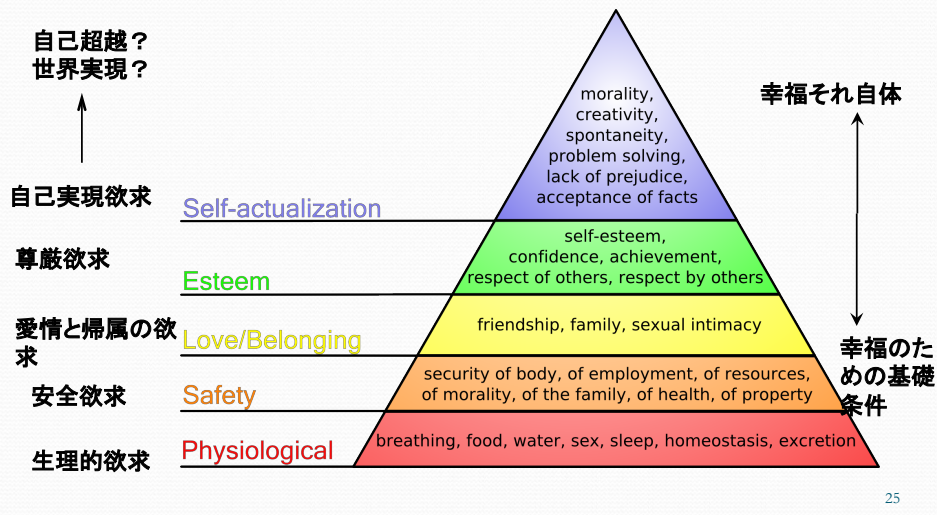 自己超越？
世界実現？
幸福それ自体
morality,
creativity,
spontaneity,
problem solving,
lack of prejudice,
acceptance of facts
自己実現欲求
Self-actualization
尊厳欲求
Esteem
self-esteem,
confidence, achievement,
respect of others, respect by others
愛情と帰属の欲
求
Love/Belonging
friendship, family, sexual intimacy
幸福のた
めの基礎
条件
安全欲求
Safety
security of body, of employment, of resources,
of morality, of the family, of health, of property
生理的欲求
Physiological
breathing, food, water, sex, sleep, homeostasis, excretion
25